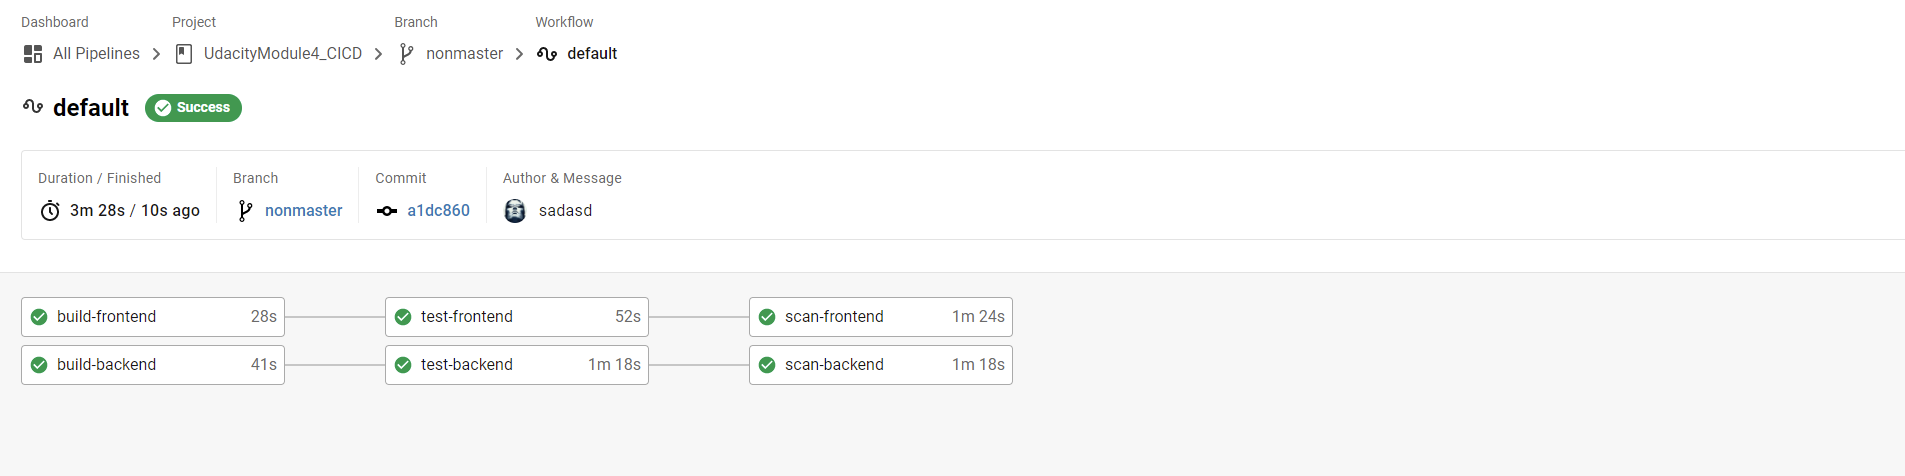 Dashboard Project Branch Workflow
All Pipelines UdacityModule4_CICD nonmaster default
default Success
Duration / Finished Branch Commit Author & Message
3m 28s / 10s ago nonmaster a1dc860 sadasd
build-frontend 28s test-frontend 52s scan-frontend 1m 24s
build-backend 41s test-backend 1m 18s scan-backend 1m 18s